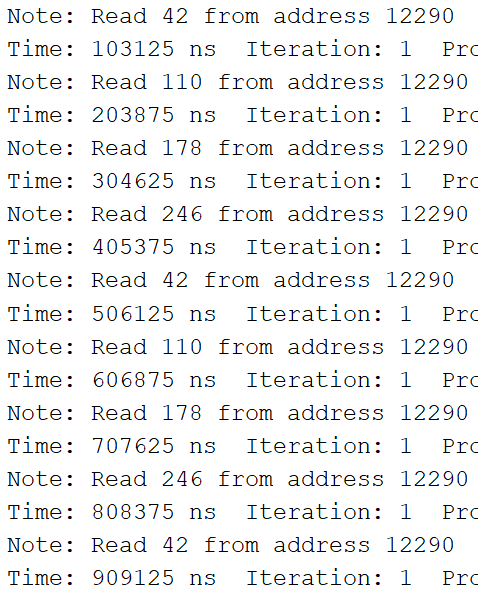 Note: Read 42 from address 12290
Time: 103125 ns  Iteration: 1  Pro
Note: Read 110 from address 12290
Time: 203875 ns  Iteration: 1  Pro
Note: Read 178 from address 12290
Time: 304625 ns  Iteration: 1  Pro
Note: Read 246 from address 12290
Time: 405375 ns  Iteration: 1  Pro
Note: Read 42 from address 12290
Time: 506125 ns  Iteration: 1  Pro
Note: Read 110 from address 12290
Time: 606875 ns  Iteration: 1  Pro
Note: Read 178 from address 12290
Time: 707625 ns  Iteration: 1  Pro
Note: Read 246 from address 12290
Time: 808375 ns  Iteration: 1  Pro
Note: Read 42 from address 12290
Time: 909125 ns  Iteration: 1  Pro